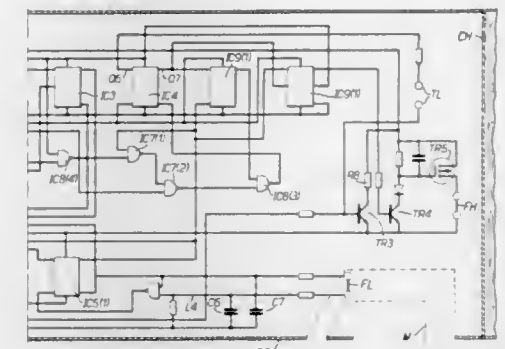 CH
Q6
Q7
IC9(1)
IC3
IC4
IC9(1)
TL
IC7(1)
IC8(4)
IC7(2)
IC8(3)
R8
TR5
FH
TR4
TR3
IC5(1)
L4
C6
C7
FL